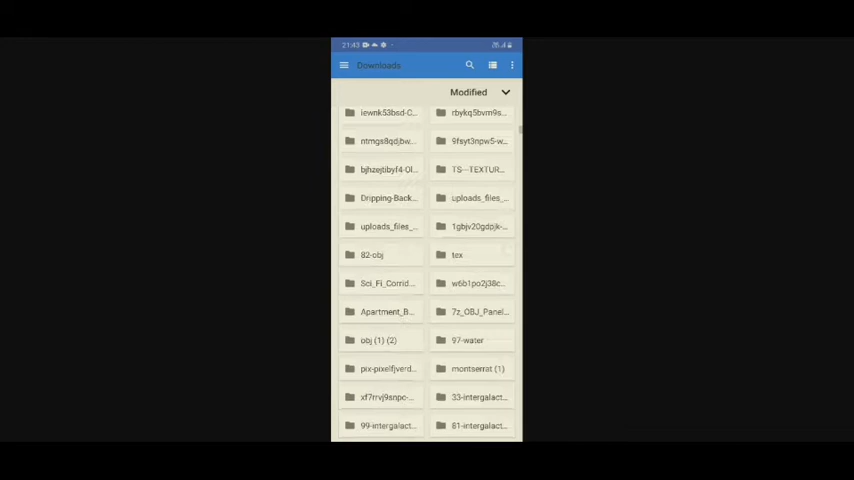 21:43
Downloads
Modified
iewnk53bsd-C... rbykq5bvm9s...
ntmgs8qdjbw... 9fsyt3npw5-w...
bjhzejtibyf4-Ol... TS---TEXTUR...
Dripping-Back... uploads_files_...
uploads_files_... 1gbjv20gdpjk-...
82-obj tex
Sci_Fi_Corrid... w6b1po2j38c...
Apartment_B... 7z_OBJ_Panel...
obj (1) (2) 97-water
pix-pixelfjverd... montserrat (1)
xf7rrvj9snpc-... 33-intergalact...
99-intergalact... 81-intergalact...